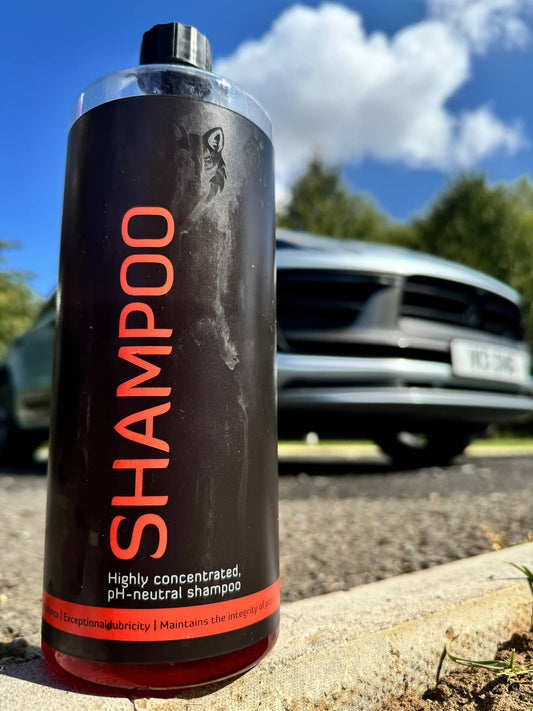 SHAMPOO
Highly concentrated,
pH-neutral shampoo
| Exceptional lubricity | Maintains the integrity of